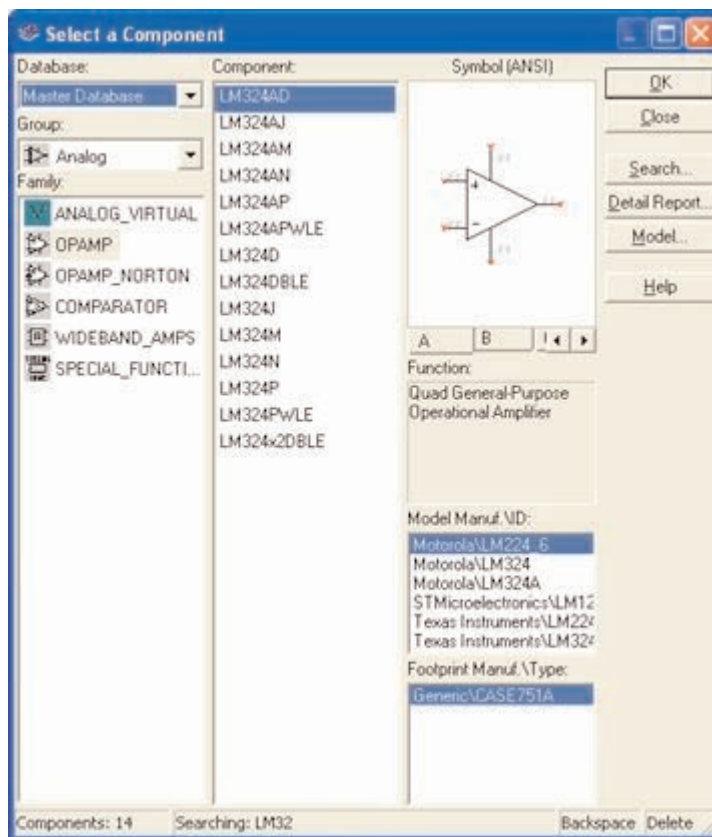 Select a Component
Database:
Master Database
Group:
Analog
Family:
ANALOG_VIRTUAL
OPAMP
OPAMP_NORTON
COMPARATOR
WIDEBAND_AMPS
SPECIAL_FUNCTI...
Component:
LM324AD
LM324AJ
LM324AM
LM324AN
LM324AP
LM324APWLE
LM324D
LM324DBLE
LM324J
LM324M
LM324N
LM324P
LM324PWLE
LM324x2DBLE
Symbol (ANSI)
A B
Function:
Quad General-Purpose
Operational Amplifier
Model Manuf.\ID:
Motorola\LM224_6
Motorola\LM324
Motorola\LM324A
STMicroelectronics\LM12
Texas Instruments\LM224
Texas Instruments\LM324
Footprint Manuf.\Type:
Generic\CASE751A
OK
Close
Search...
Detail Report...
Model...
Help
Components: 14 Searching: LM32 Backspace Delete